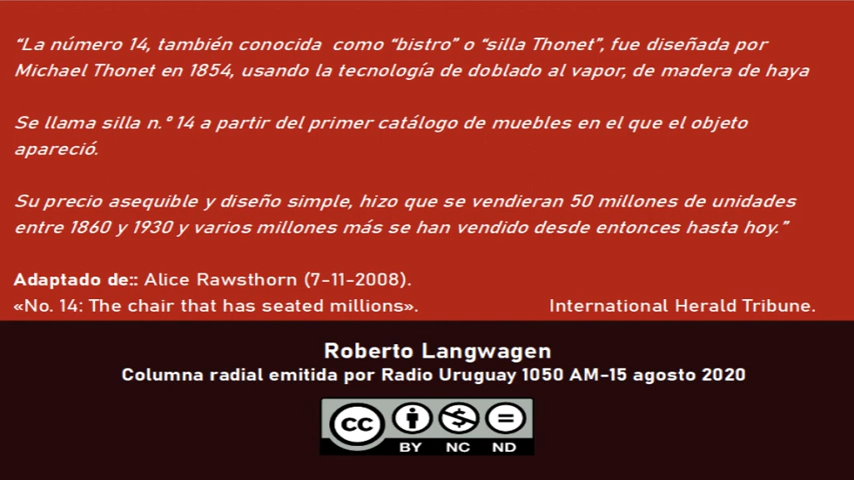 “La número 14, también conocida como “bistro” o “silla Thonet”, fue diseñada por
Michael Thonet en 1854, usando la tecnología de doblado al vapor, de madera de haya
Se llama silla n.º 14 a partir del primer catálogo de muebles en el que el objeto
apareció.
Su precio asequible y diseño simple, hizo que se vendieran 50 millones de unidades
entre 1860 y 1930 y varios millones más se han vendido desde entonces hasta hoy.”
Adaptado de:: Alice Rawsthorn (7-11-2008).
«No. 14: The chair that has seated millions». International Herald Tribune.
Roberto Langwagen
Columna radial emitida por Radio Uruguay 1050 AM-15 agosto 2020
cc
BY NC ND